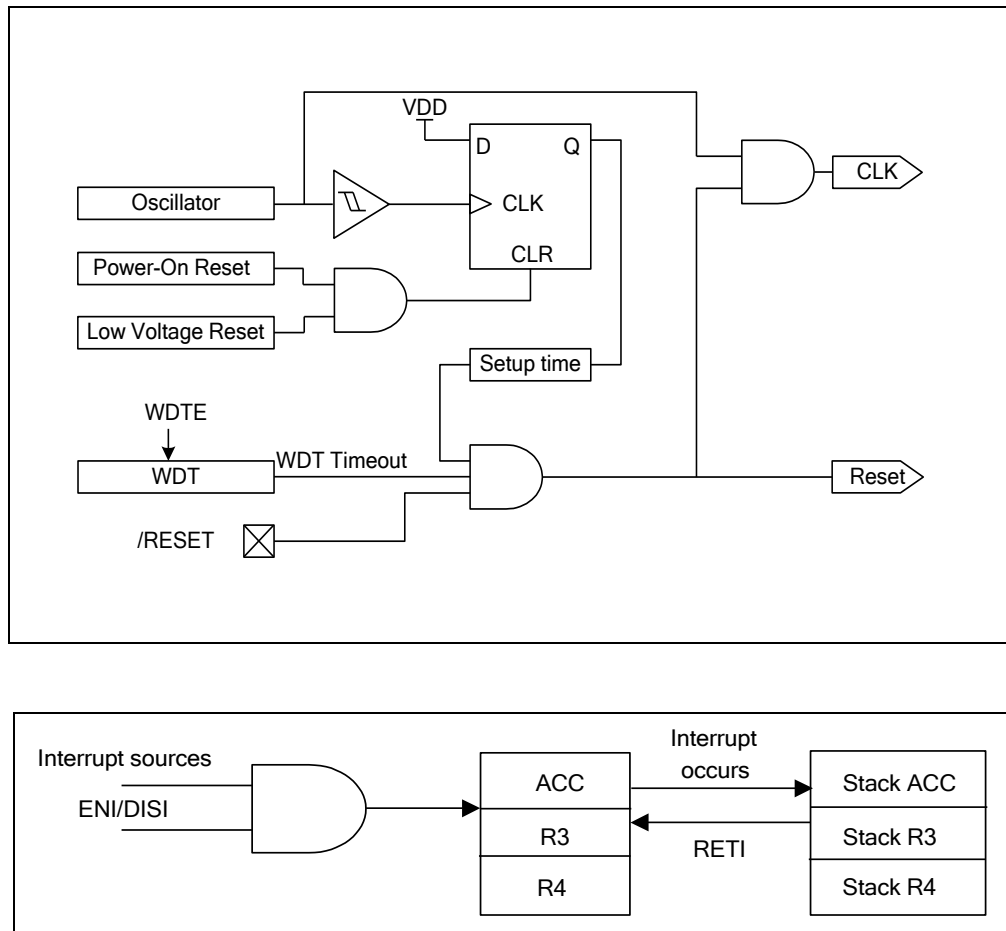 VDD
D
Q
CLK
Oscillator
CLK
Power-On Reset
CLR
Low Voltage Reset
Setup time
WDTE
WDT Timeout
WDT
Reset
/RESET
Interrupt sources
ENI/DISI
ACC
R3
R4
Interrupt
occurs
RETI
Stack ACC
Stack R3
Stack R4